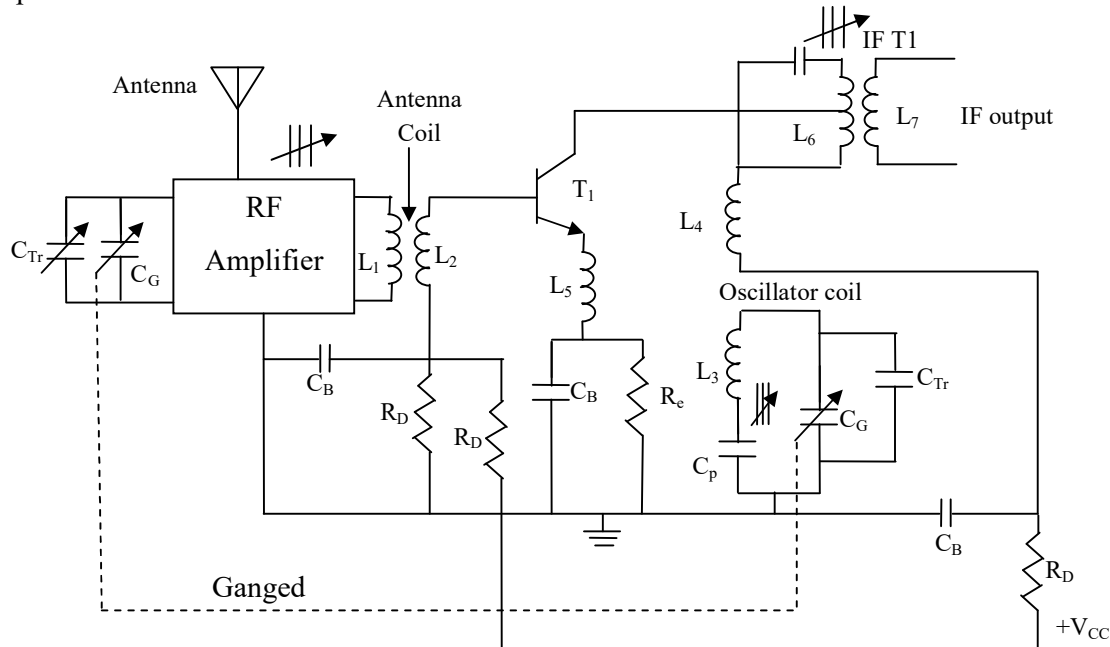 IF T1
Antenna
Antenna
Coil
L6
L7
IF output
RF
Amplifier
T1
CTr
CG
L1
L2
L4
L5
Oscillator coil
L3
CTr
CB
RD
RD
CB
Re
CG
Cp
CB
RD
Ganged
+VCC